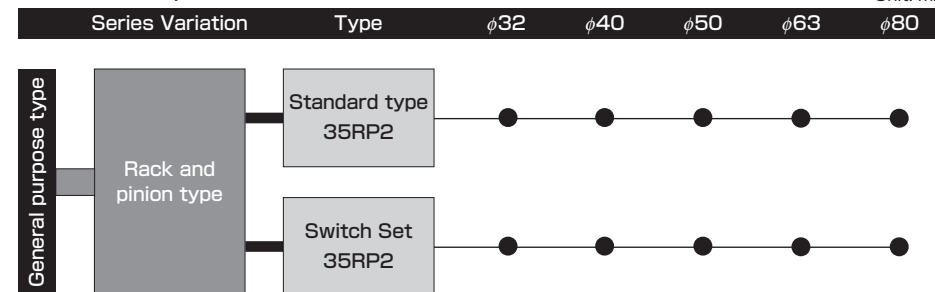 Series Variation Type φ32 φ40 φ50 φ63 φ80
General purpose type
Rack and
pinion type
Standard type
35RP2
Switch Set
35RP2